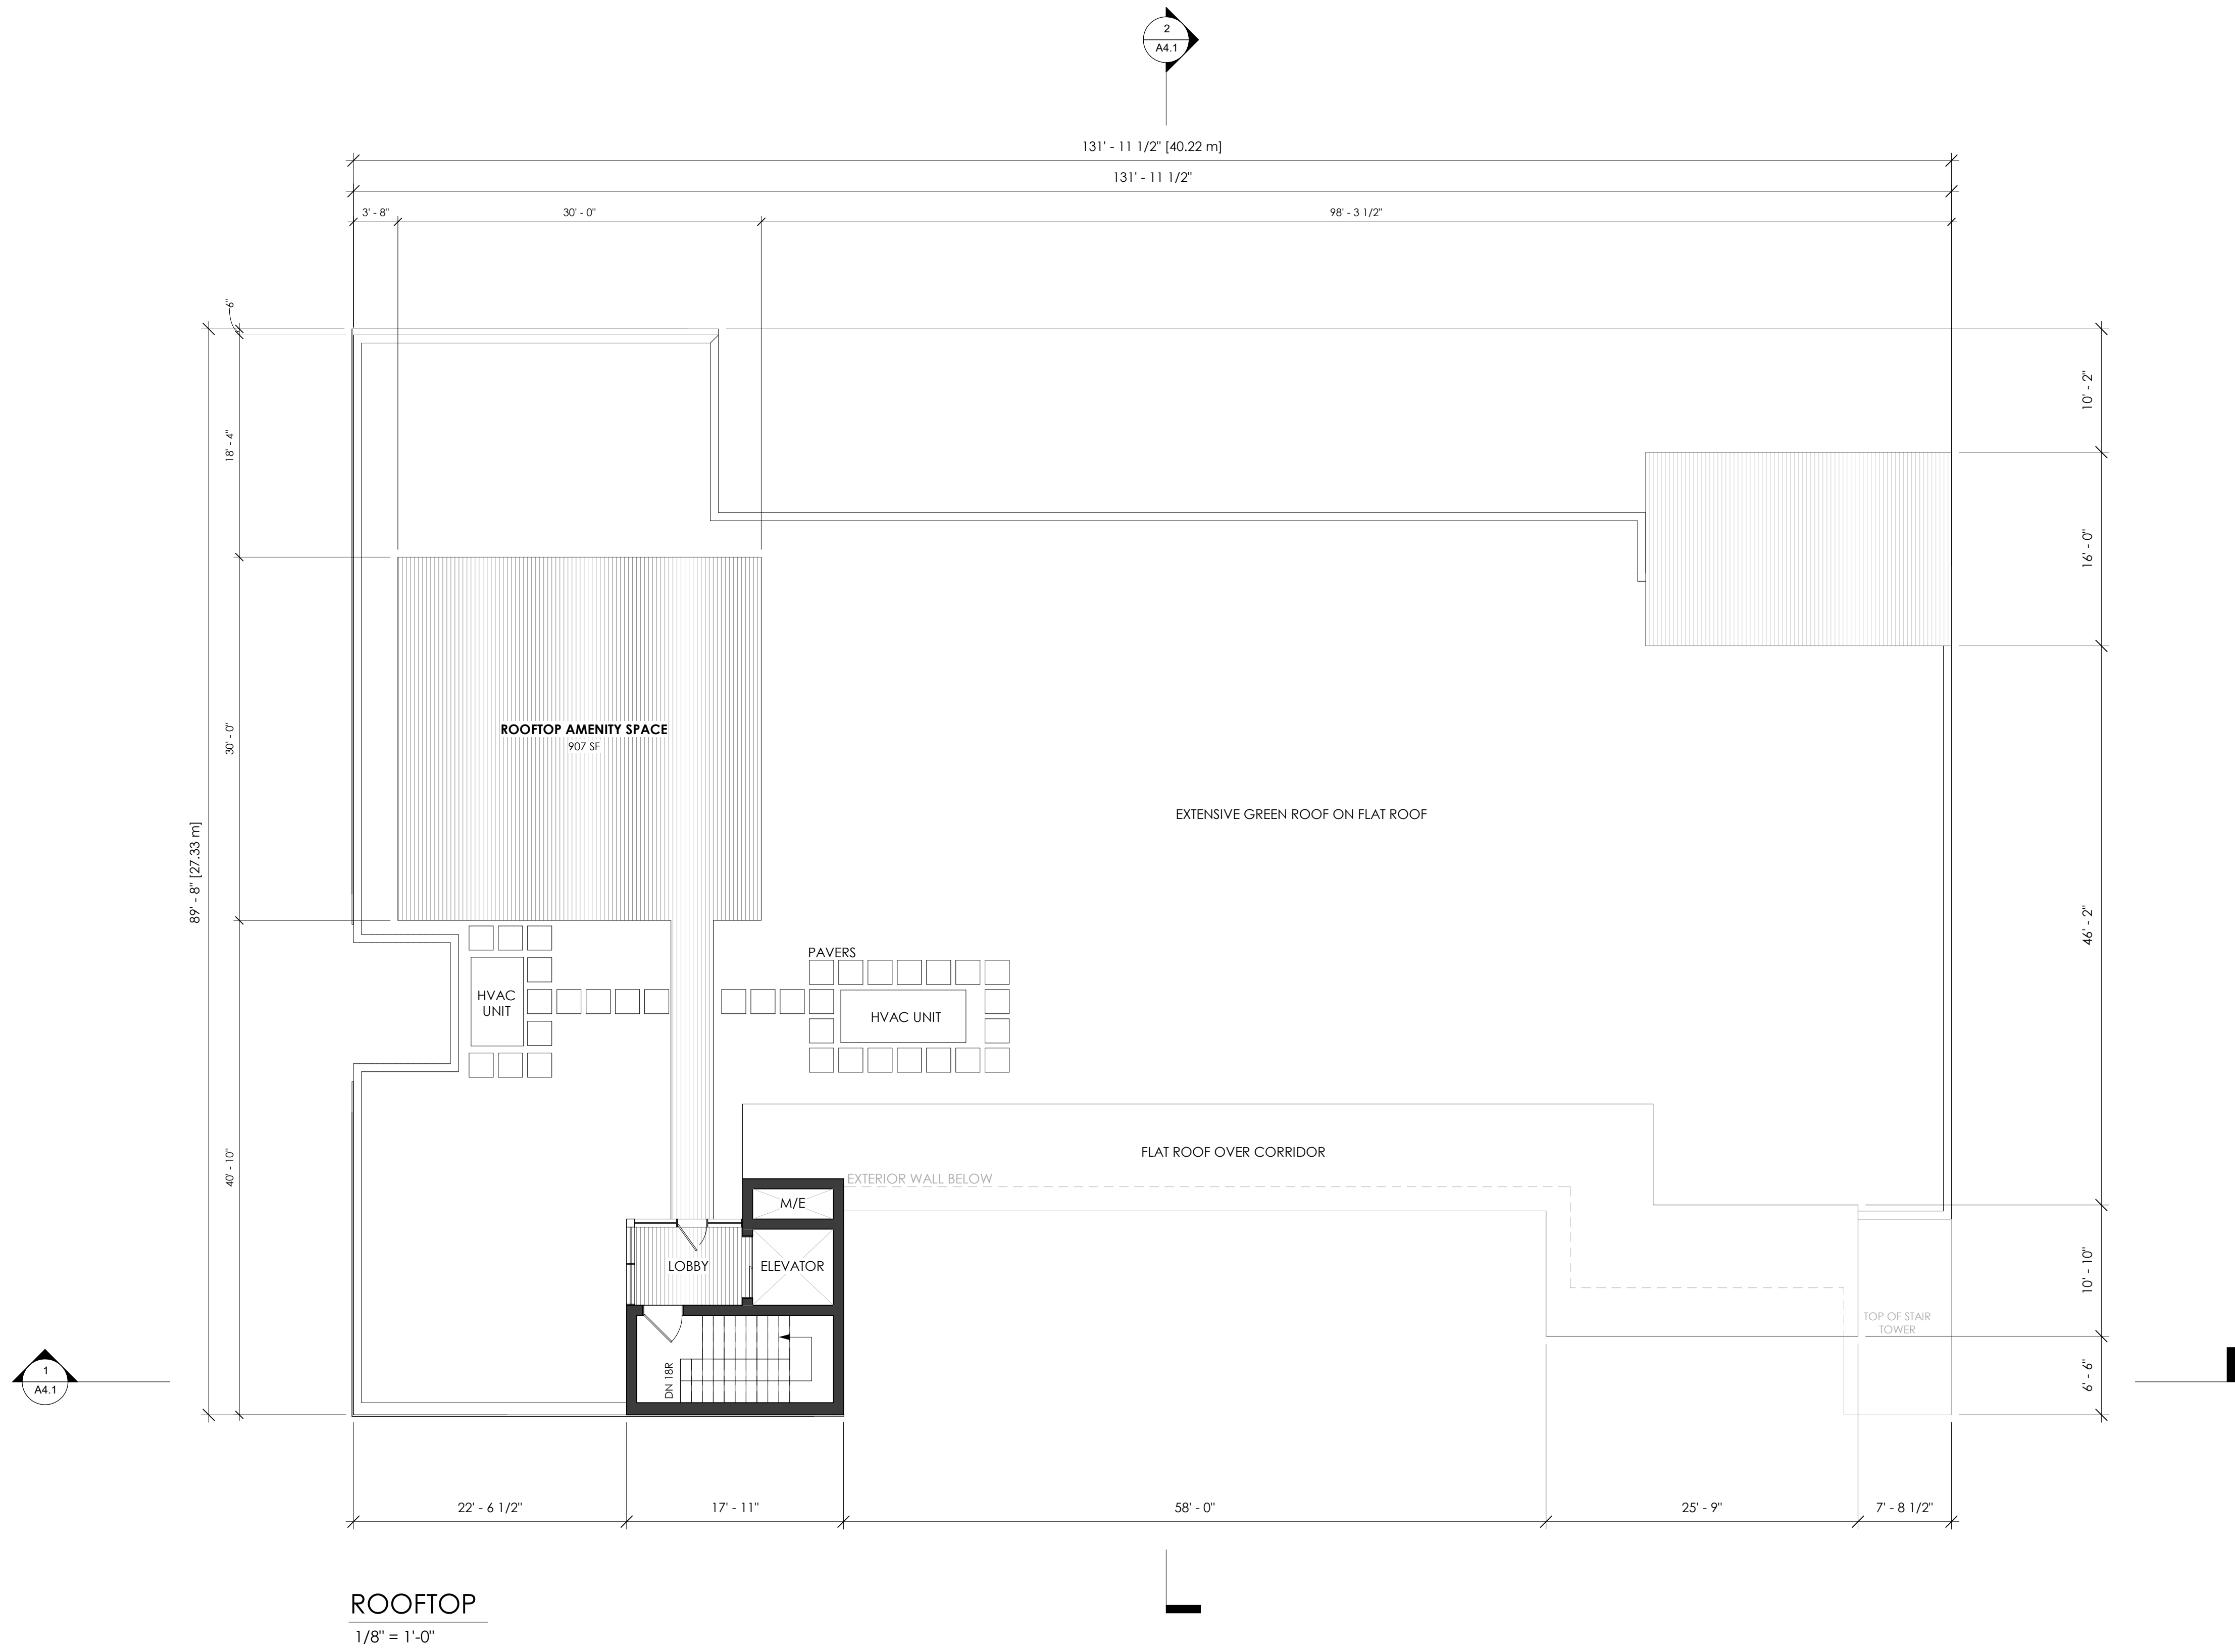 2
A4.1
131' - 11 1/2" [40.22 m]
131' - 11 1/2"
3' - 8"
30' - 0"
98' - 3 1/2"
6"
10' - 2"
18' - 4"
16' - 0"
ROOFTOP AMENITY SPACE
907 SF
30' - 0"
EXTENSIVE GREEN ROOF ON FLAT ROOF
89' - 8" [27.33 m]
46' - 2"
PAVERS
HVAC
UNIT
HVAC UNIT
40' - 10"
FLAT ROOF OVER CORRIDOR
EXTERIOR WALL BELOW
M/E
LOBBY
ELEVATOR
10' - 10"
TOP OF STAIR
TOWER
DN 18R
6' - 6"
1
A4.1
22' - 6 1/2"
17' - 11"
58' - 0"
25' - 9"
7' - 8 1/2"
ROOFTOP
1/8" = 1'-0"